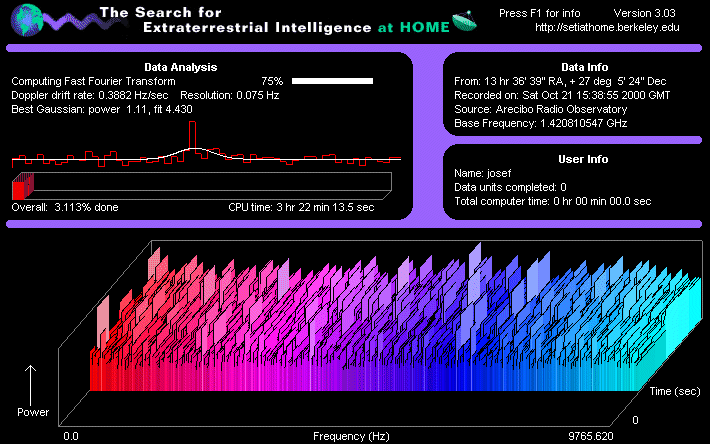 The Search for
Extraterrestrial Intelligence at HOME
Press F1 for info Version 3.03
http://setiathome.berkeley.edu
Data Analysis
Computing Fast Fourier Transform 75%
Doppler drift rate: 0.3882 Hz/sec Resolution: 0.075 Hz
Best Gaussian: power 1.11, fit 4.430
Overall: 3.113% done CPU time: 3 hr 22 min 13.5 sec
Data Info
From: 13 hr 36' 39'' RA, + 27 deg 5' 24'' Dec
Recorded on: Sat Oct 21 15:38:55 2000 GMT
Source: Arecibo Radio Observatory
Base Frequency: 1.420810547 GHz
User Info
Name: josef
Data units completed: 0
Total computer time: 0 hr 00 min 00.0 sec
Power
Time (sec)
0
0.0 Frequency (Hz) 9765.620